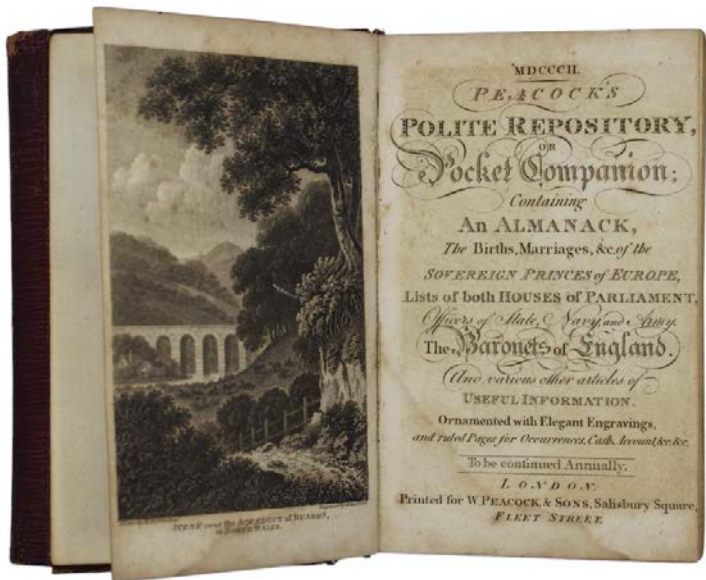 SCENE near the AQUEDUCT of RUABON,
in NORTH WALES.
MDCCCII.
PEACOCK'S
POLITE REPOSITORY,
OR
Pocket Companion;
Containing
An ALMANACK,
The Births, Marriages, &c. of the
SOVEREIGN PRINCES of EUROPE,
Lists of both HOUSES of PARLIAMENT,
Officers of State, Navy, and Army.
The Baronets of England.
And various other articles of
USEFUL INFORMATION.
Ornamented with Elegant Engravings,
and ruled Pages for Occurrences, Cash Account, &c. &c.
To be continued Annually.
LONDON.
Printed for W. PEACOCK, & SONS, Salisbury Square,
FLEET STREET.